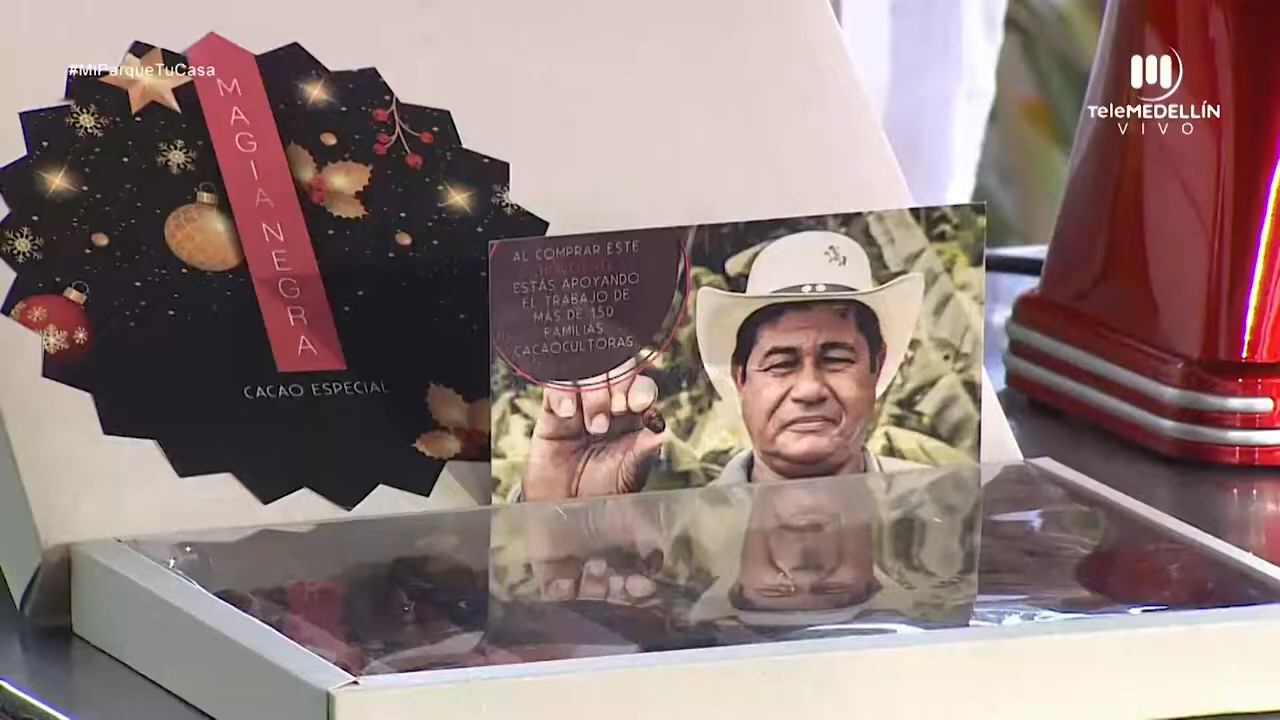 #MiParqueTuCasa
MAGIA NEGRA
CACAO ESPECIAL
AL COMPRAR ESTE
CHOCOLATE
ESTÁS APOYANDO
EL TRABAJO DE
MÁS DE 150
FAMILIAS
CACAOCULTORAS
TeleMEDELLÍN
VIVO